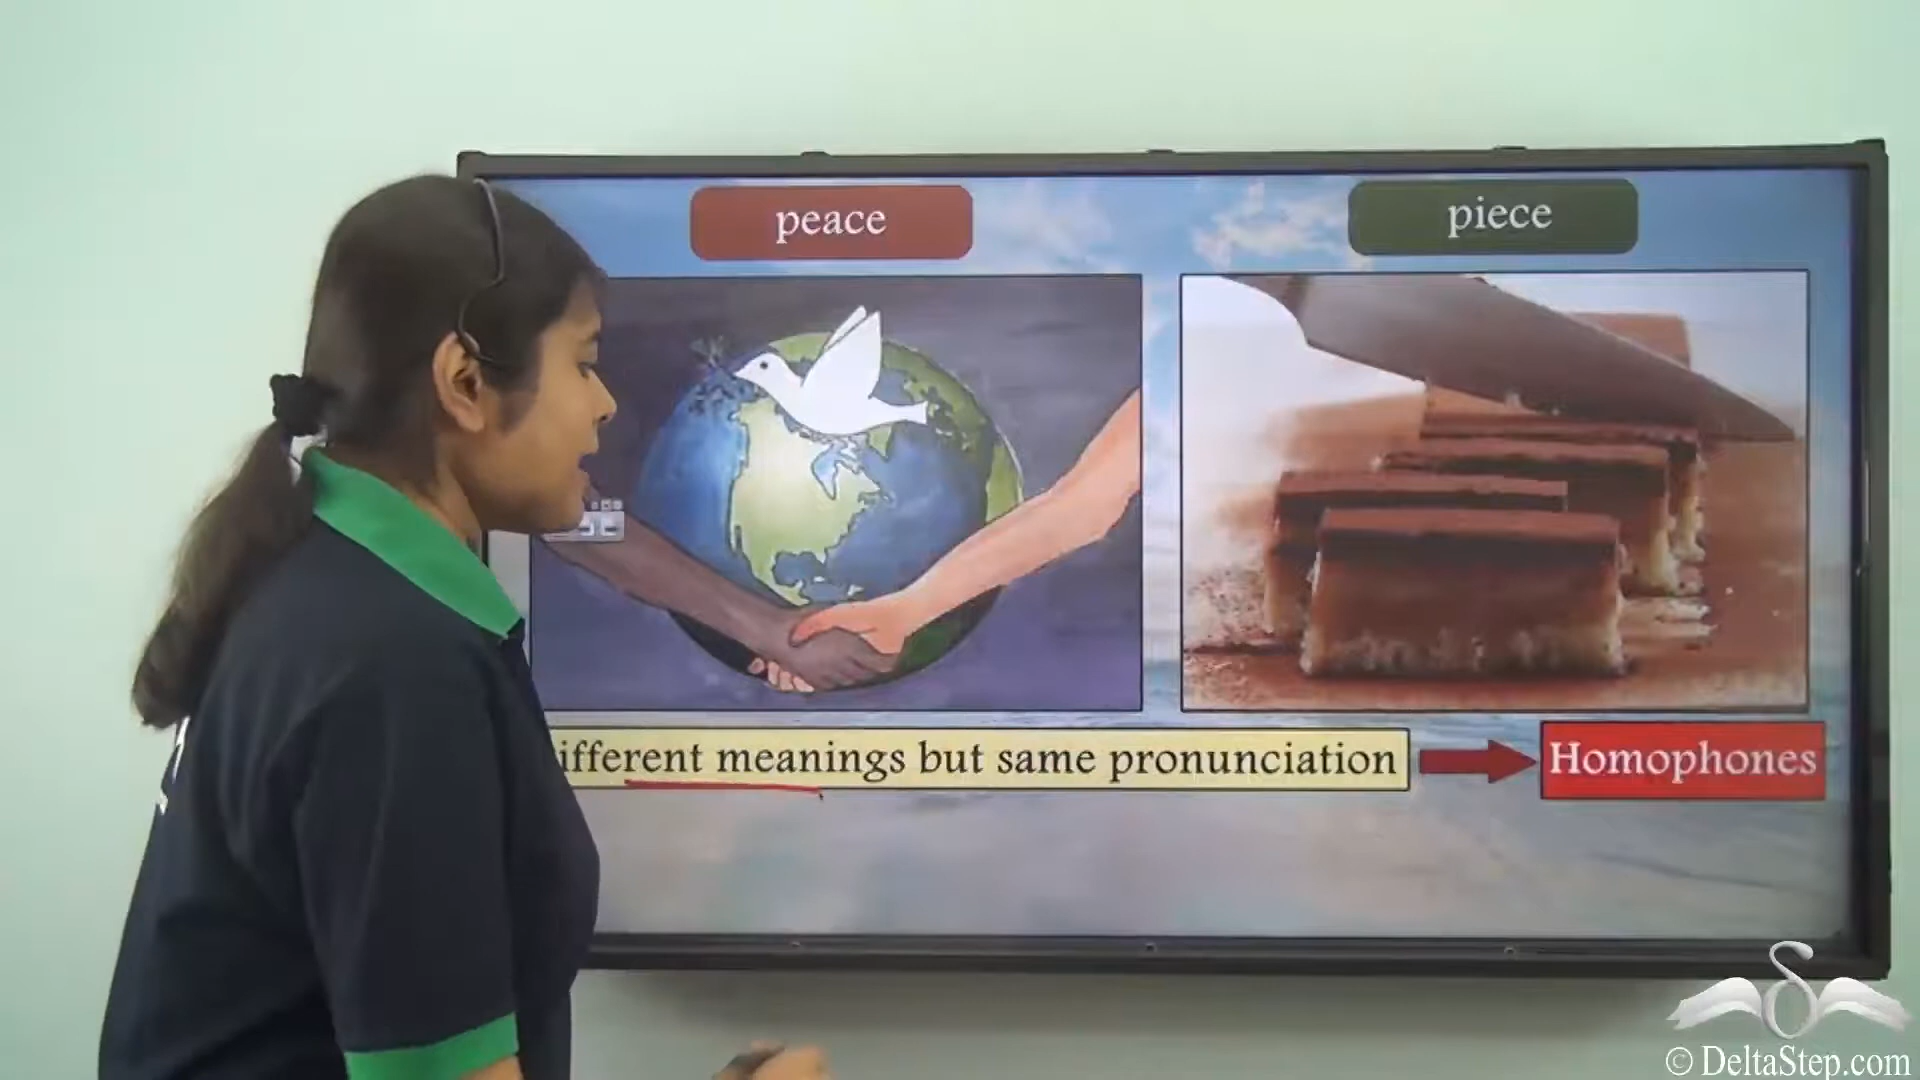 peace
piece
ifferent meanings but same pronunciation
Homophones
© DeltaStep.com